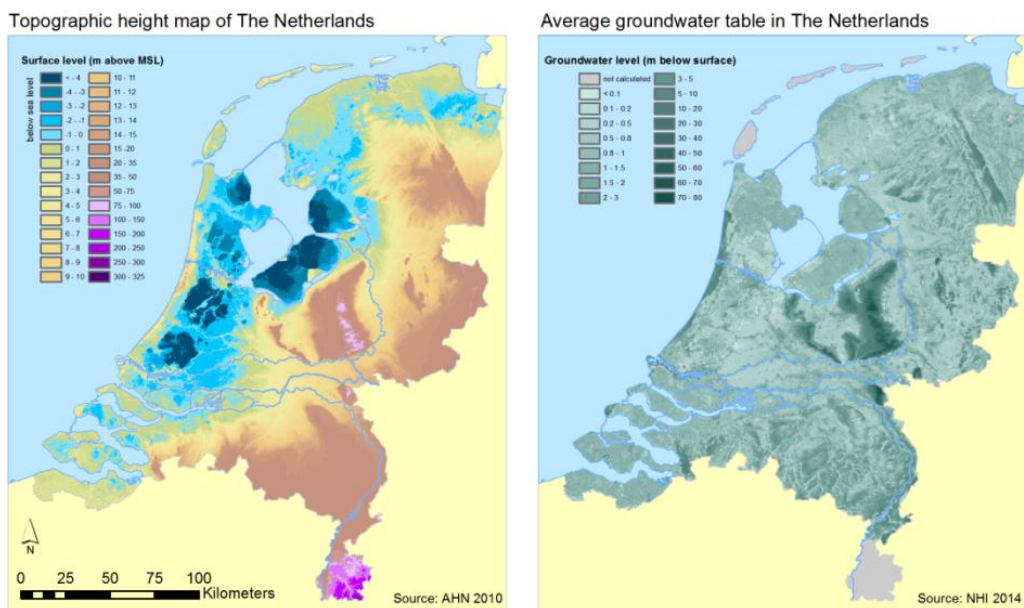 Topographic height map of The Netherlands
Surface level (m above MSL)
below sea level
< - 4
-4 - -3
-3 - -2
-2 - -1
-1 - 0
0 - 1
1 - 2
2 - 3
3 - 4
4 - 5
5 - 6
6 - 7
7 - 8
8 - 9
9 - 10
10 - 11
11 - 12
12 - 13
13 - 14
14 - 15
15 - 20
20 - 35
35 - 50
50 - 75
75 - 100
100 - 150
150 - 200
200 - 250
250 - 300
300 - 325
N
0 25 50 75 100
Kilometers
Source: AHN 2010
Average groundwater table in The Netherlands
Groundwater level (m below surface)
not calculated
< 0.1
0.1 - 0.2
0.2 - 0.5
0.5 - 0.8
0.8 - 1
1 - 1.5
1.5 - 2
2 - 3
3 - 5
5 - 10
10 - 20
20 - 30
30 - 40
40 - 50
50 - 60
60 - 70
70 - 80
Source: NHI 2014